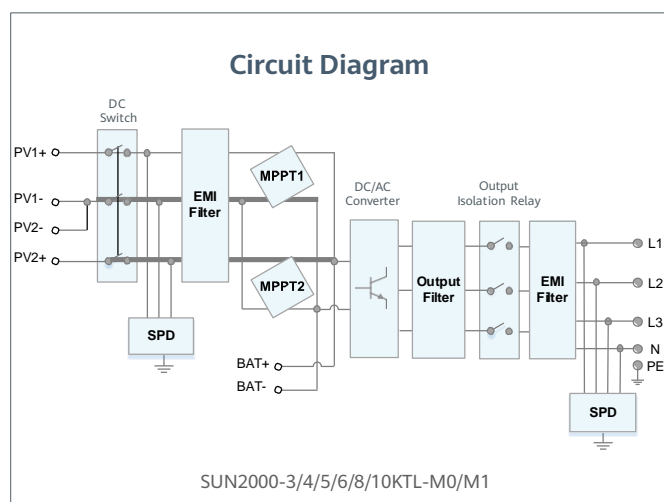 Circuit Diagram
DC
Switch
PV1+
PV1-
PV2-
PV2+
EMI
Filter
MPPT1
MPPT2
SPD
BAT+
BAT-
DC/AC
Converter
Output
Filter
Output
Isolation Relay
EMI
Filter
L1
L2
L3
N
PE
SPD
SUN2000-3/4/5/6/8/10KTL-M0/M1